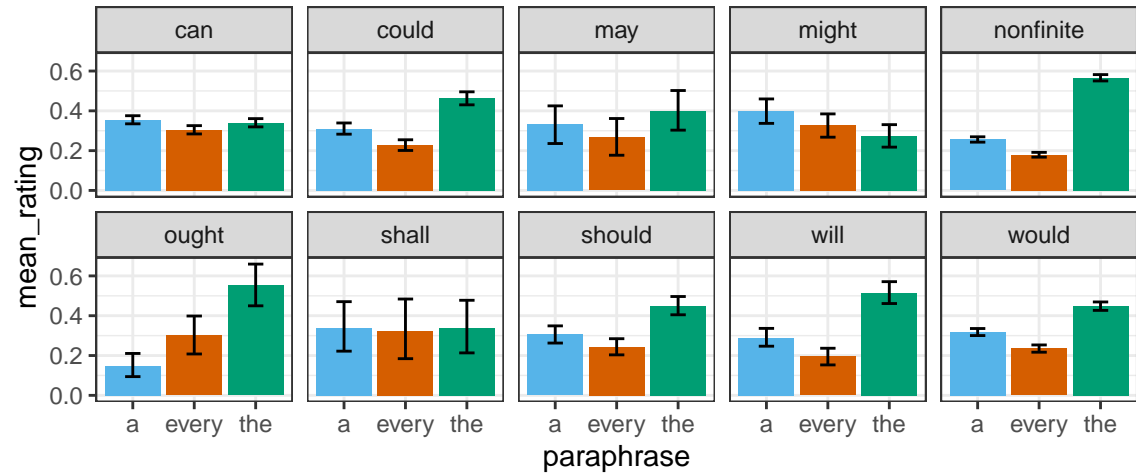 can could may might nonfinite
0.6
0.4
0.2
0.0
ought shall should will would
0.6
0.4
0.2
0.0
a every the a every the a every the a every the a every the
paraphrase
mean_rating